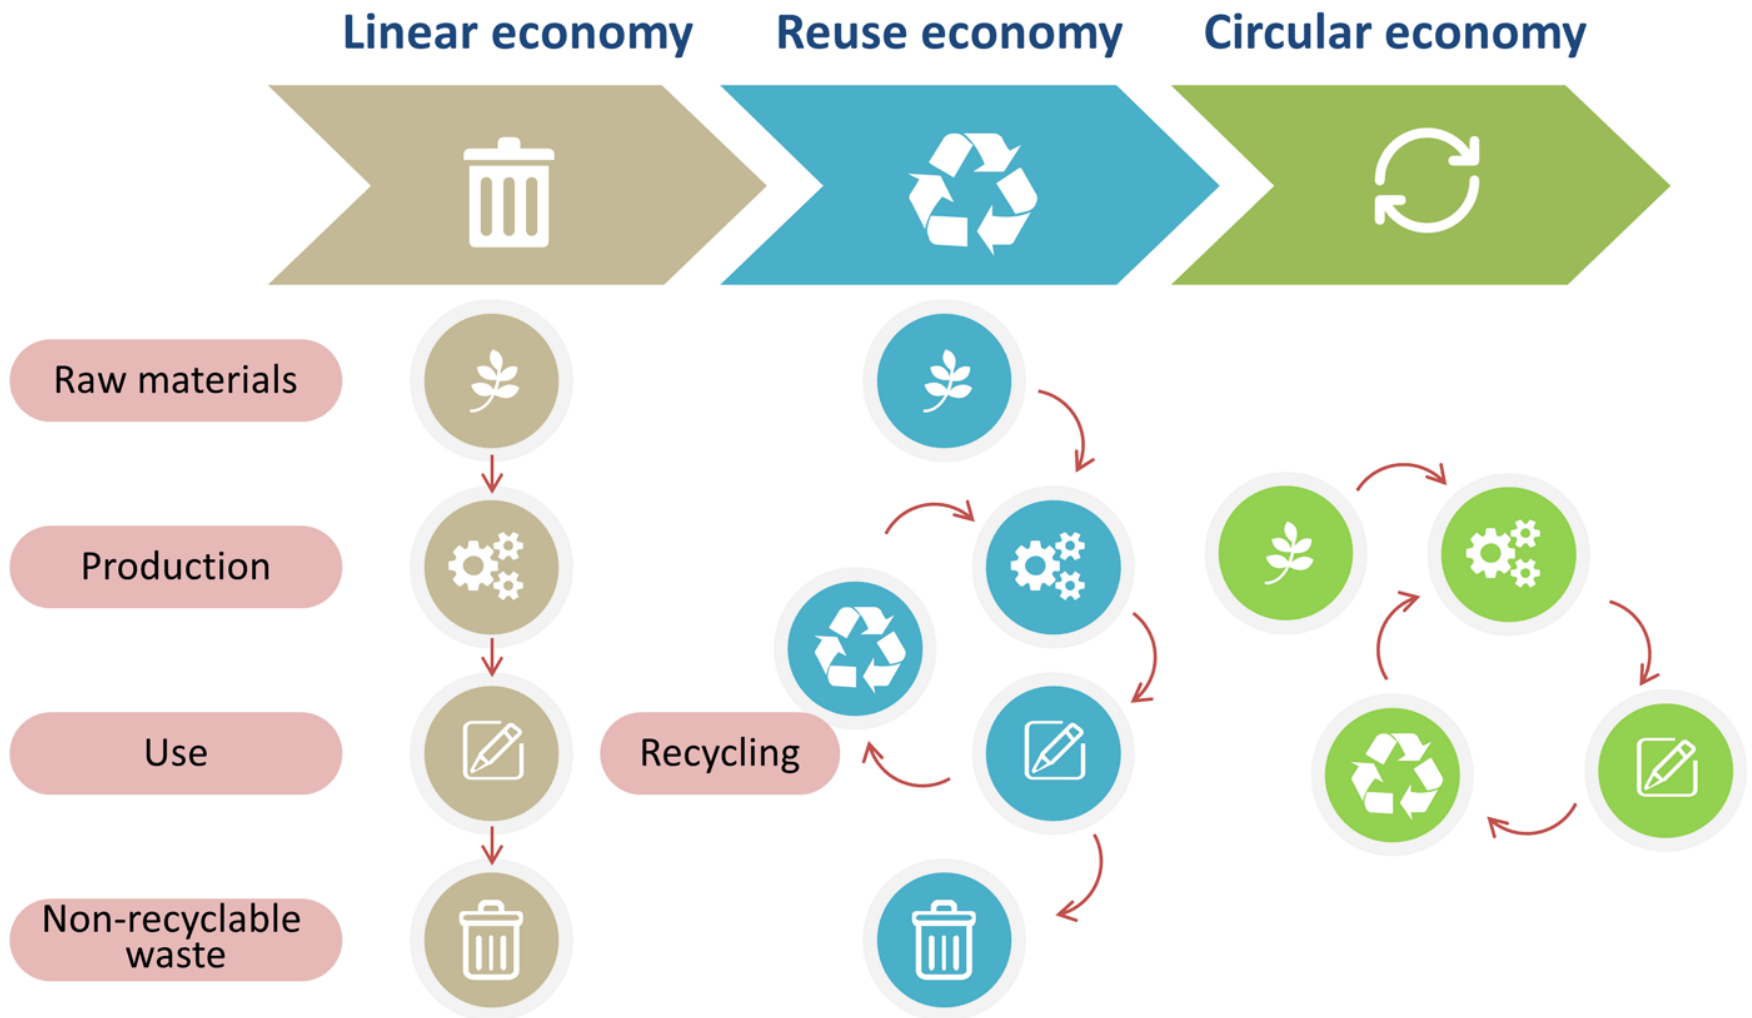 Linear economy
Reuse economy
Circular economy
Raw materials
Production
Use
Recycling
Non-recyclable
waste